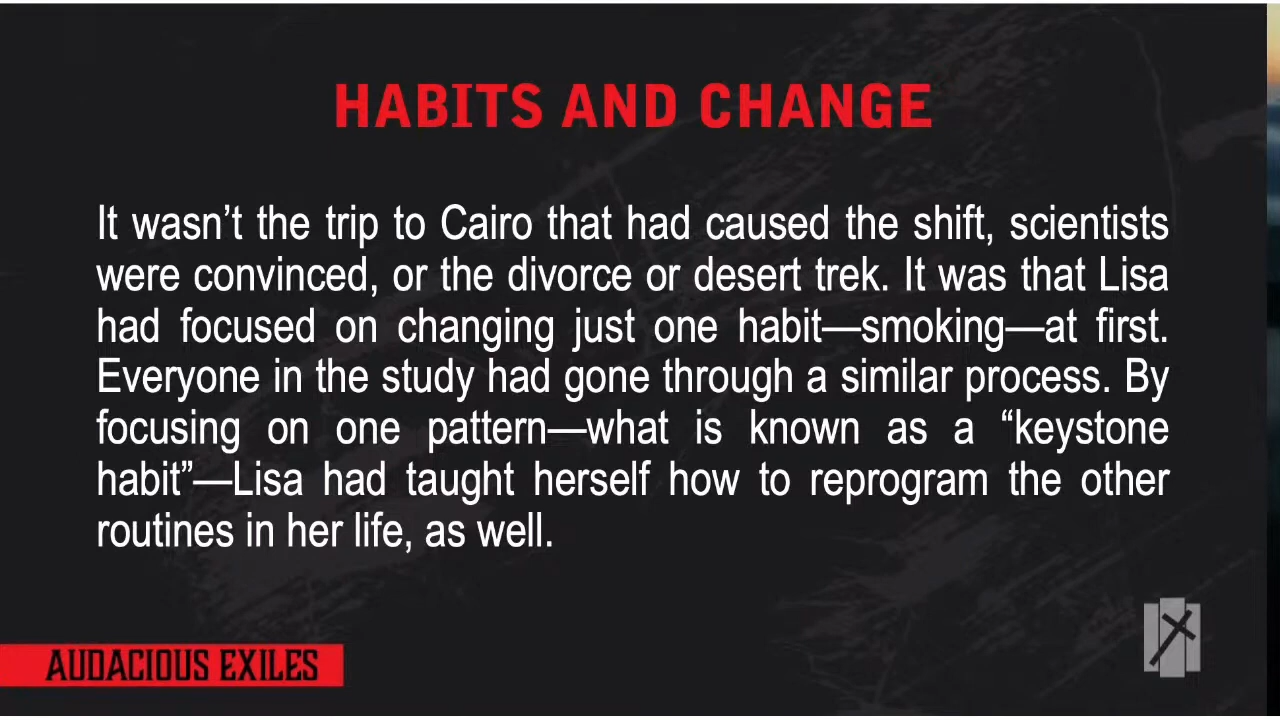 HABITS AND CHANGE
It wasn’t the trip to Cairo that had caused the shift, scientists
were convinced, or the divorce or desert trek. It was that Lisa
had focused on changing just one habit—smoking—at first.
Everyone in the study had gone through a similar process. By
focusing on one pattern—what is known as a “keystone
habit”—Lisa had taught herself how to reprogram the other
routines in her life, as well.
AUDACIOUS EXILES